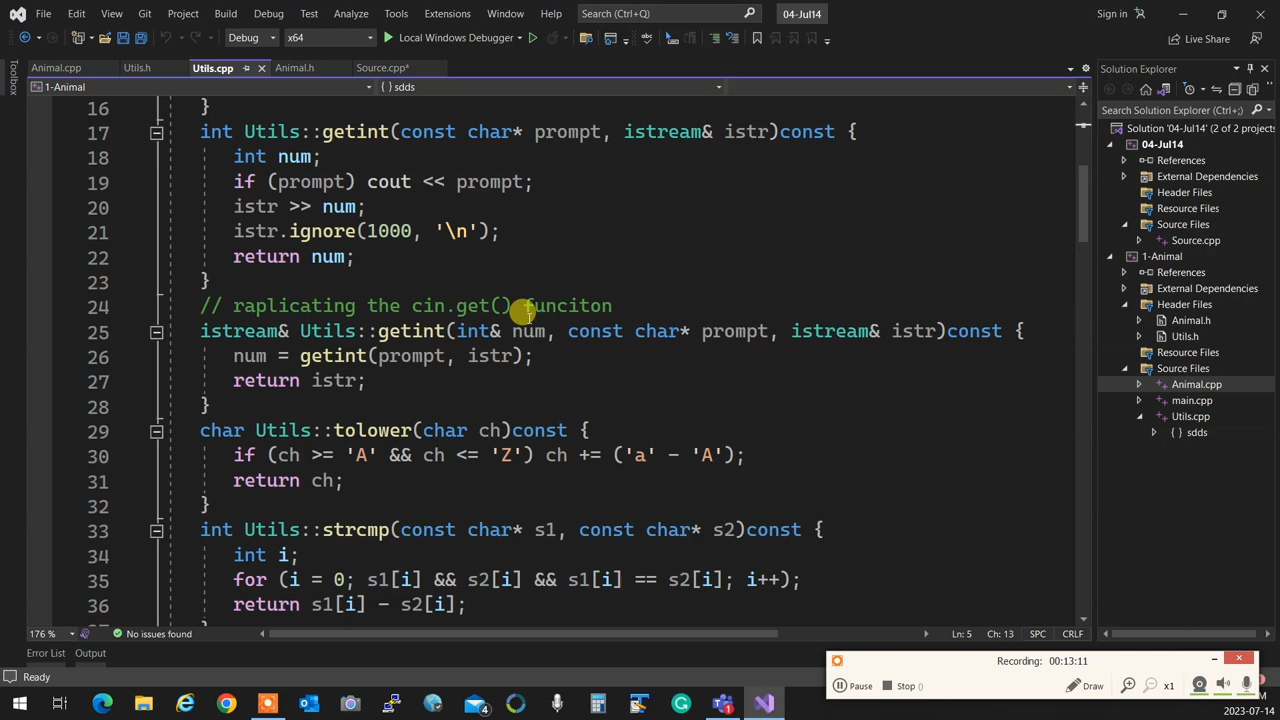 File Edit View Git Project Build Debug Test Analyze Tools Extensions Window Help Search (Ctrl+Q) 04-Jul14 Sign in
Debug x64 Local Windows Debugger Live Share
Toolbox
Animal.cpp Utils.h Utils.cpp Animal.h Source.cpp*
1-Animal { } sdds
16 }
17 int Utils::getint(const char* prompt, istream& istr)const {
18 int num;
19 if (prompt) cout << prompt;
20 istr >> num;
21 istr.ignore(1000, '\n');
22 return num;
23 }
24 // raplicating the cin.get() funciton
25 istream& Utils::getint(int& num, const char* prompt, istream& istr)const {
26 num = getint(prompt, istr);
27 return istr;
28 }
29 char Utils::tolower(char ch)const {
30 if (ch >= 'A' && ch <= 'Z') ch += ('a' - 'A');
31 return ch;
32 }
33 int Utils::strcmp(const char* s1, const char* s2)const {
34 int i;
35 for (i = 0; s1[i] && s2[i] && s1[i] == s2[i]; i++);
36 return s1[i] - s2[i];
176 % No issues found Ln: 5 Ch: 13 SPC CRLF
Error List Output
Ready
Solution Explorer
Search Solution Explorer (Ctrl+;)
Solution '04-Jul14' (2 of 2 projects
04-Jul14
References
External Dependencies
Header Files
Resource Files
Source Files
Source.cpp
1-Animal
References
External Dependencies
Header Files
Animal.h
Utils.h
Resource Files
Source Files
Animal.cpp
main.cpp
Utils.cpp
{ } sdds
Recording: 00:13:11
Pause Stop () Draw x1
4 1
2023-07-14